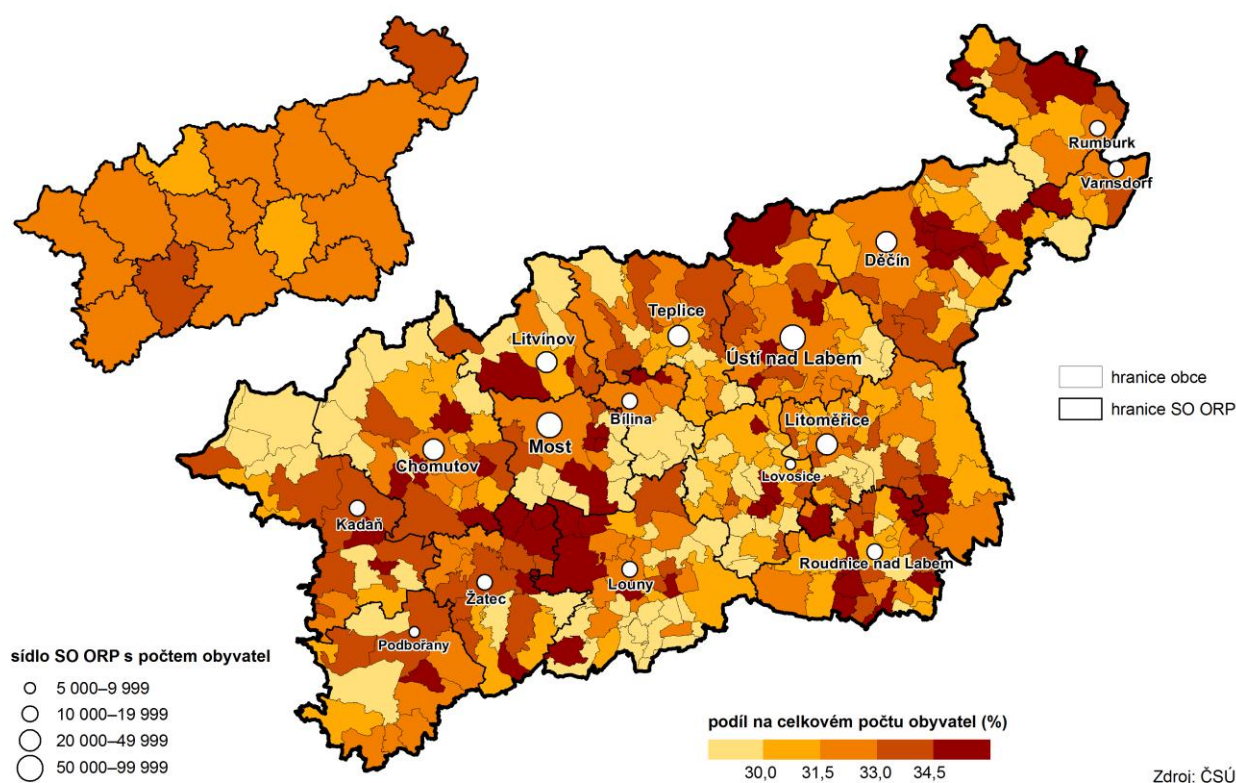 Rumburk
Varnsdorf
Děčín
Teplice
Litvínov
Ústí nad Labem
hranice obce
hranice SO ORP
Bílina
Most
Litoměřice
Chomutov
Lovosice
Kadaň
Roudnice nad Labem
Louny
Žatec
Podbořany
sídlo SO ORP s počtem obyvatel
5 000–9 999
10 000–19 999
20 000–49 999
50 000–99 999
podíl na celkovém počtu obyvatel (%)
30,0 31,5 33,0 34,5
Zdroj: ČSÚ